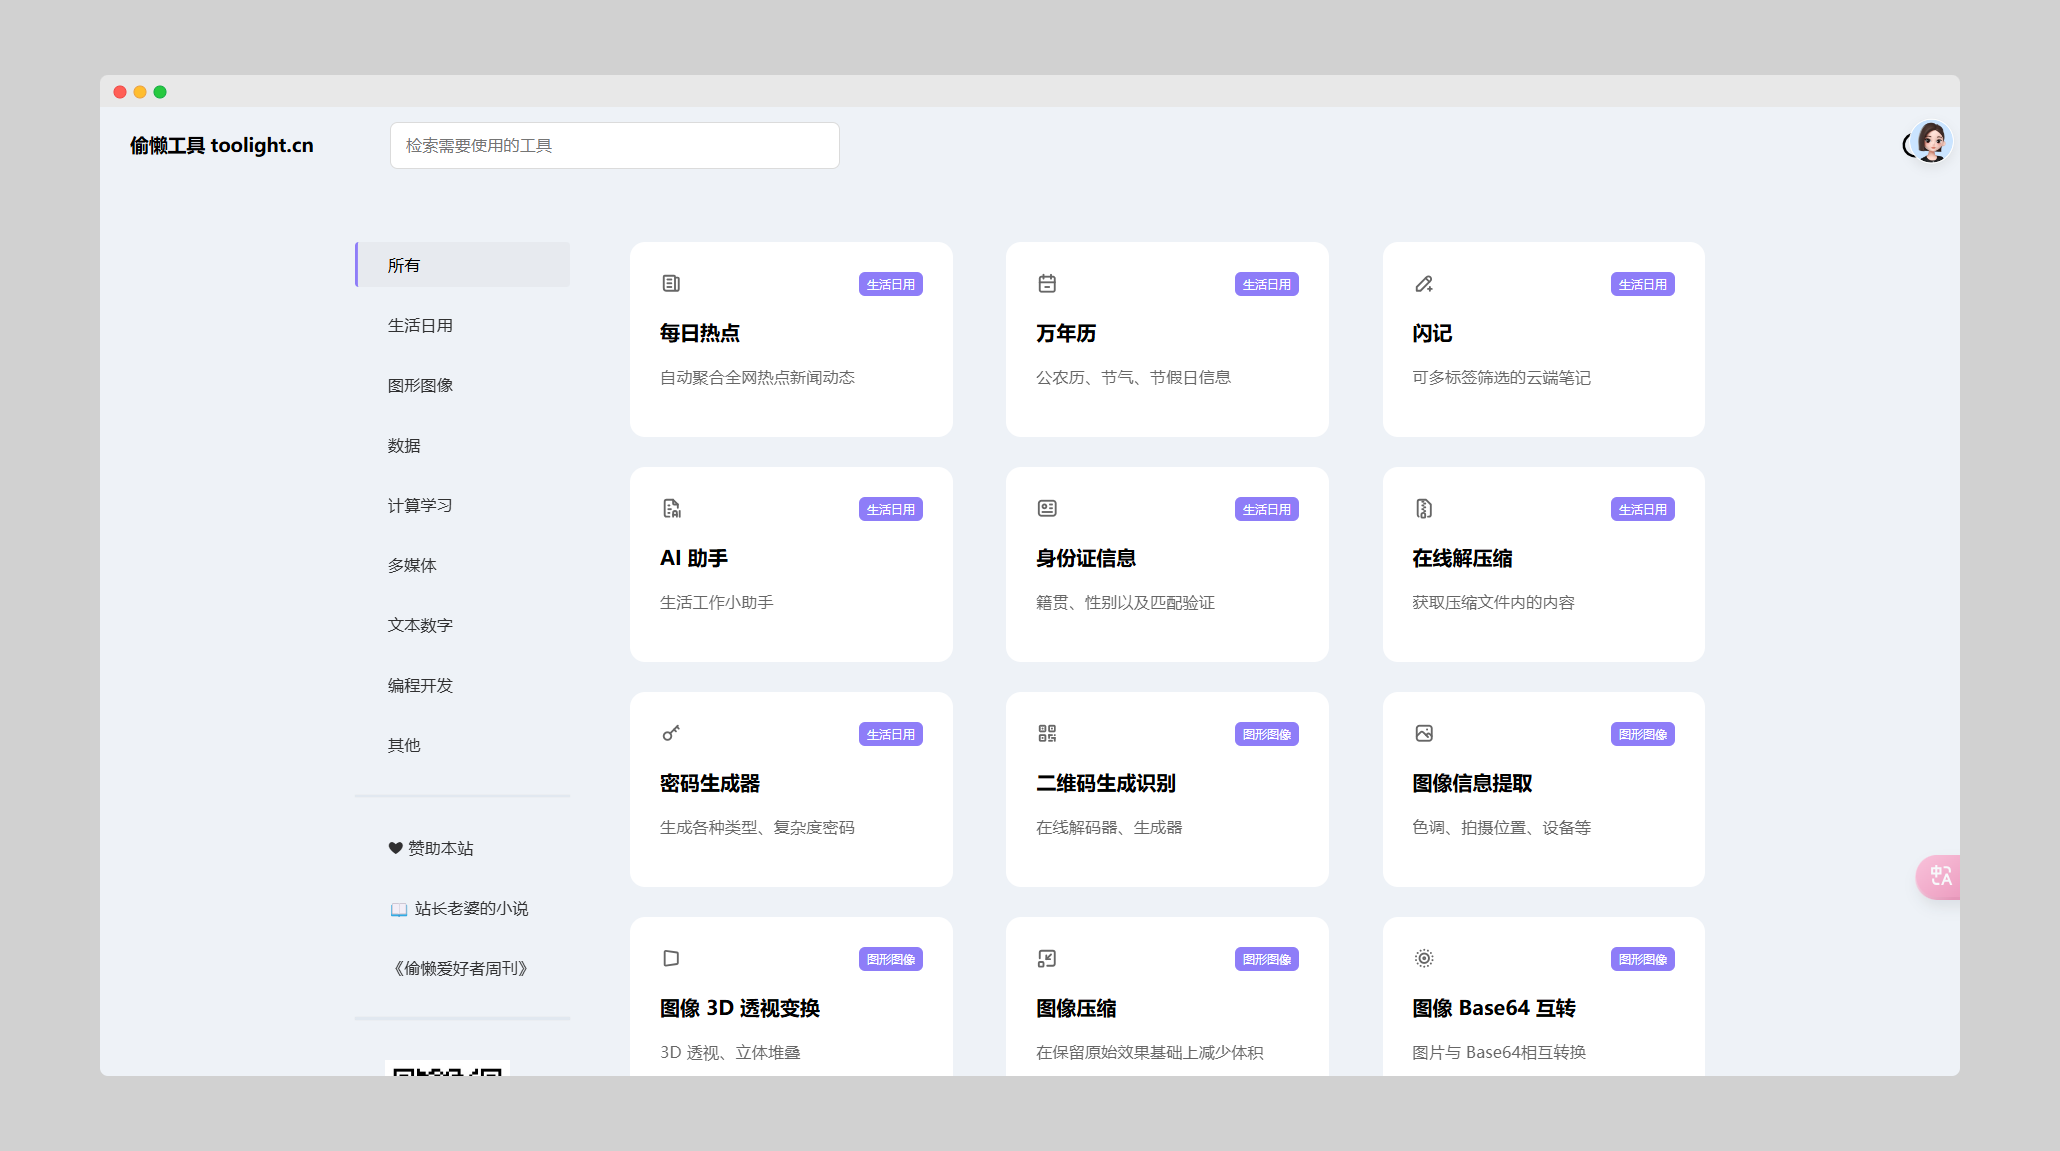 偷懒工具 toolight.cn
检索需要使用的工具
所有
生活日用
图形图像
数据
计算学习
多媒体
文本数字
编程开发
其他
赞助本站
站长老婆的小说
《偷懒爱好者周刊》
生活日用
每日热点
自动聚合全网热点新闻动态
生活日用
万年历
公农历、节气、节假日信息
生活日用
闪记
可多标签筛选的云端笔记
生活日用
AI 助手
生活工作小助手
生活日用
身份证信息
籍贯、性别以及匹配验证
生活日用
在线解压缩
获取压缩文件内的内容
生活日用
密码生成器
生成各种类型、复杂度密码
图形图像
二维码生成识别
在线解码器、生成器
图形图像
图像信息提取
色调、拍摄位置、设备等
图形图像
图像 3D 透视变换
3D 透视、立体堆叠
图形图像
图像压缩
在保留原始效果基础上减少体积
图形图像
图像 Base64 互转
图片与 Base64相互转换